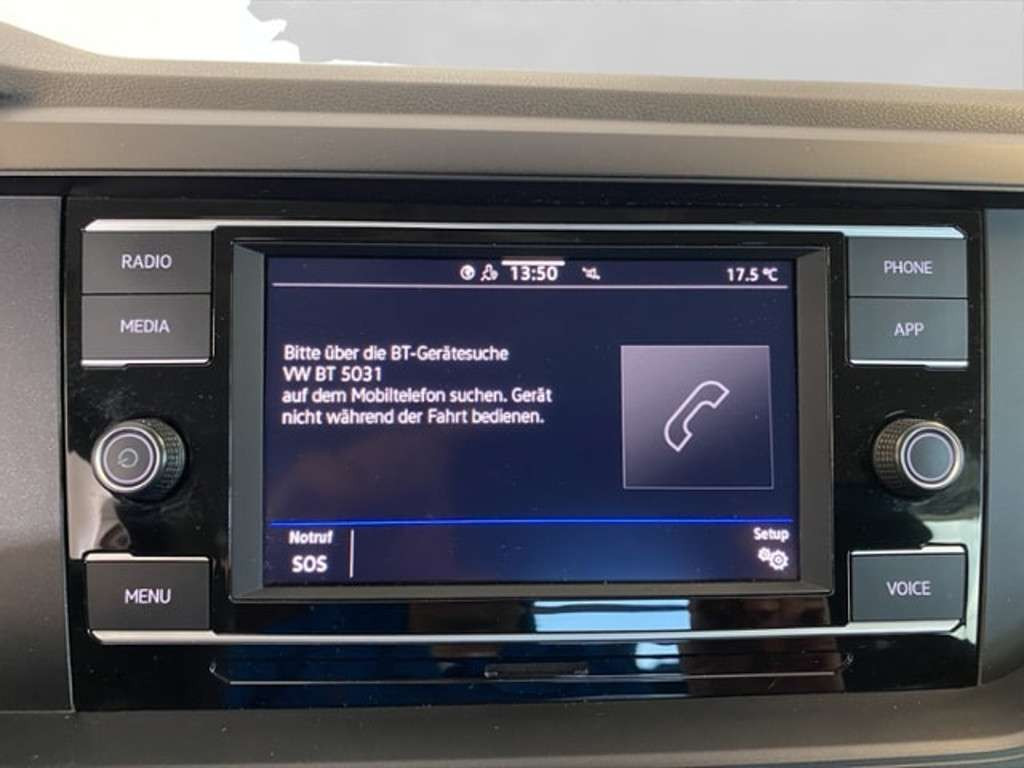 RADIO
MEDIA
MENU
13:50
17.5 °C
Bitte über die BT-Gerätesuche
VW BT 5031
auf dem Mobiltelefon suchen. Gerät
nicht während der Fahrt bedienen.
Notruf
SOS
Setup
PHONE
APP
VOICE